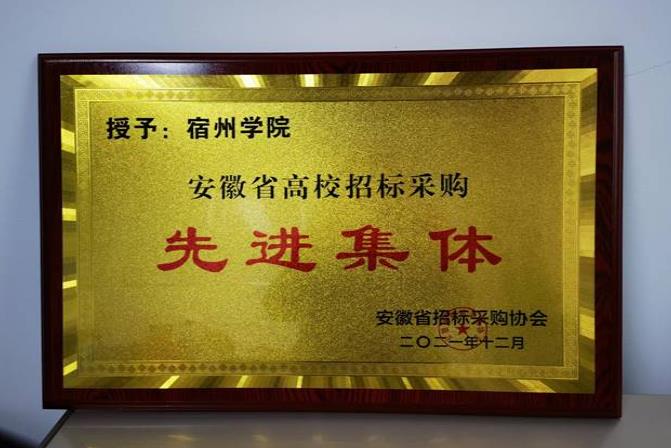 授予：宿州学院
安徽省高校招标采购
先进集体
安徽省招标采购协会
二〇二一年十二月